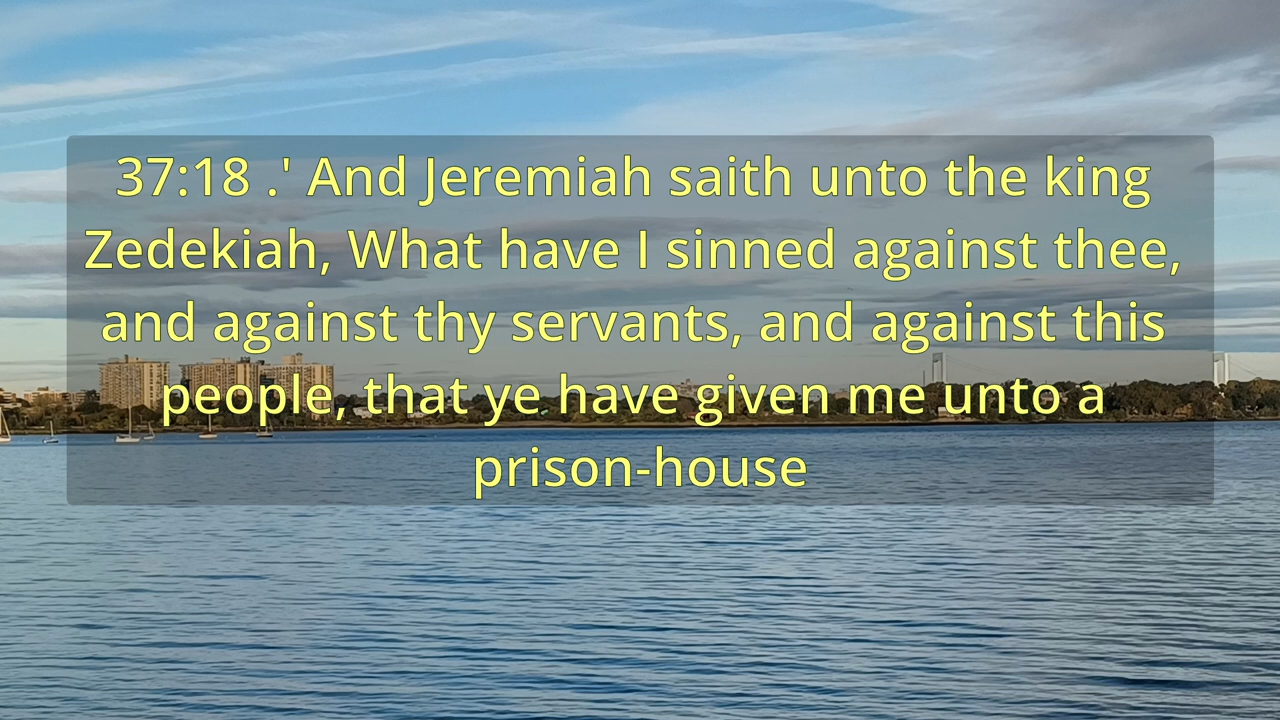 37:18 .' And Jeremiah saith unto the king
Zedekiah, What have I sinned against thee,
and against thy servants, and against this
people, that ye have given me unto a
prison-house